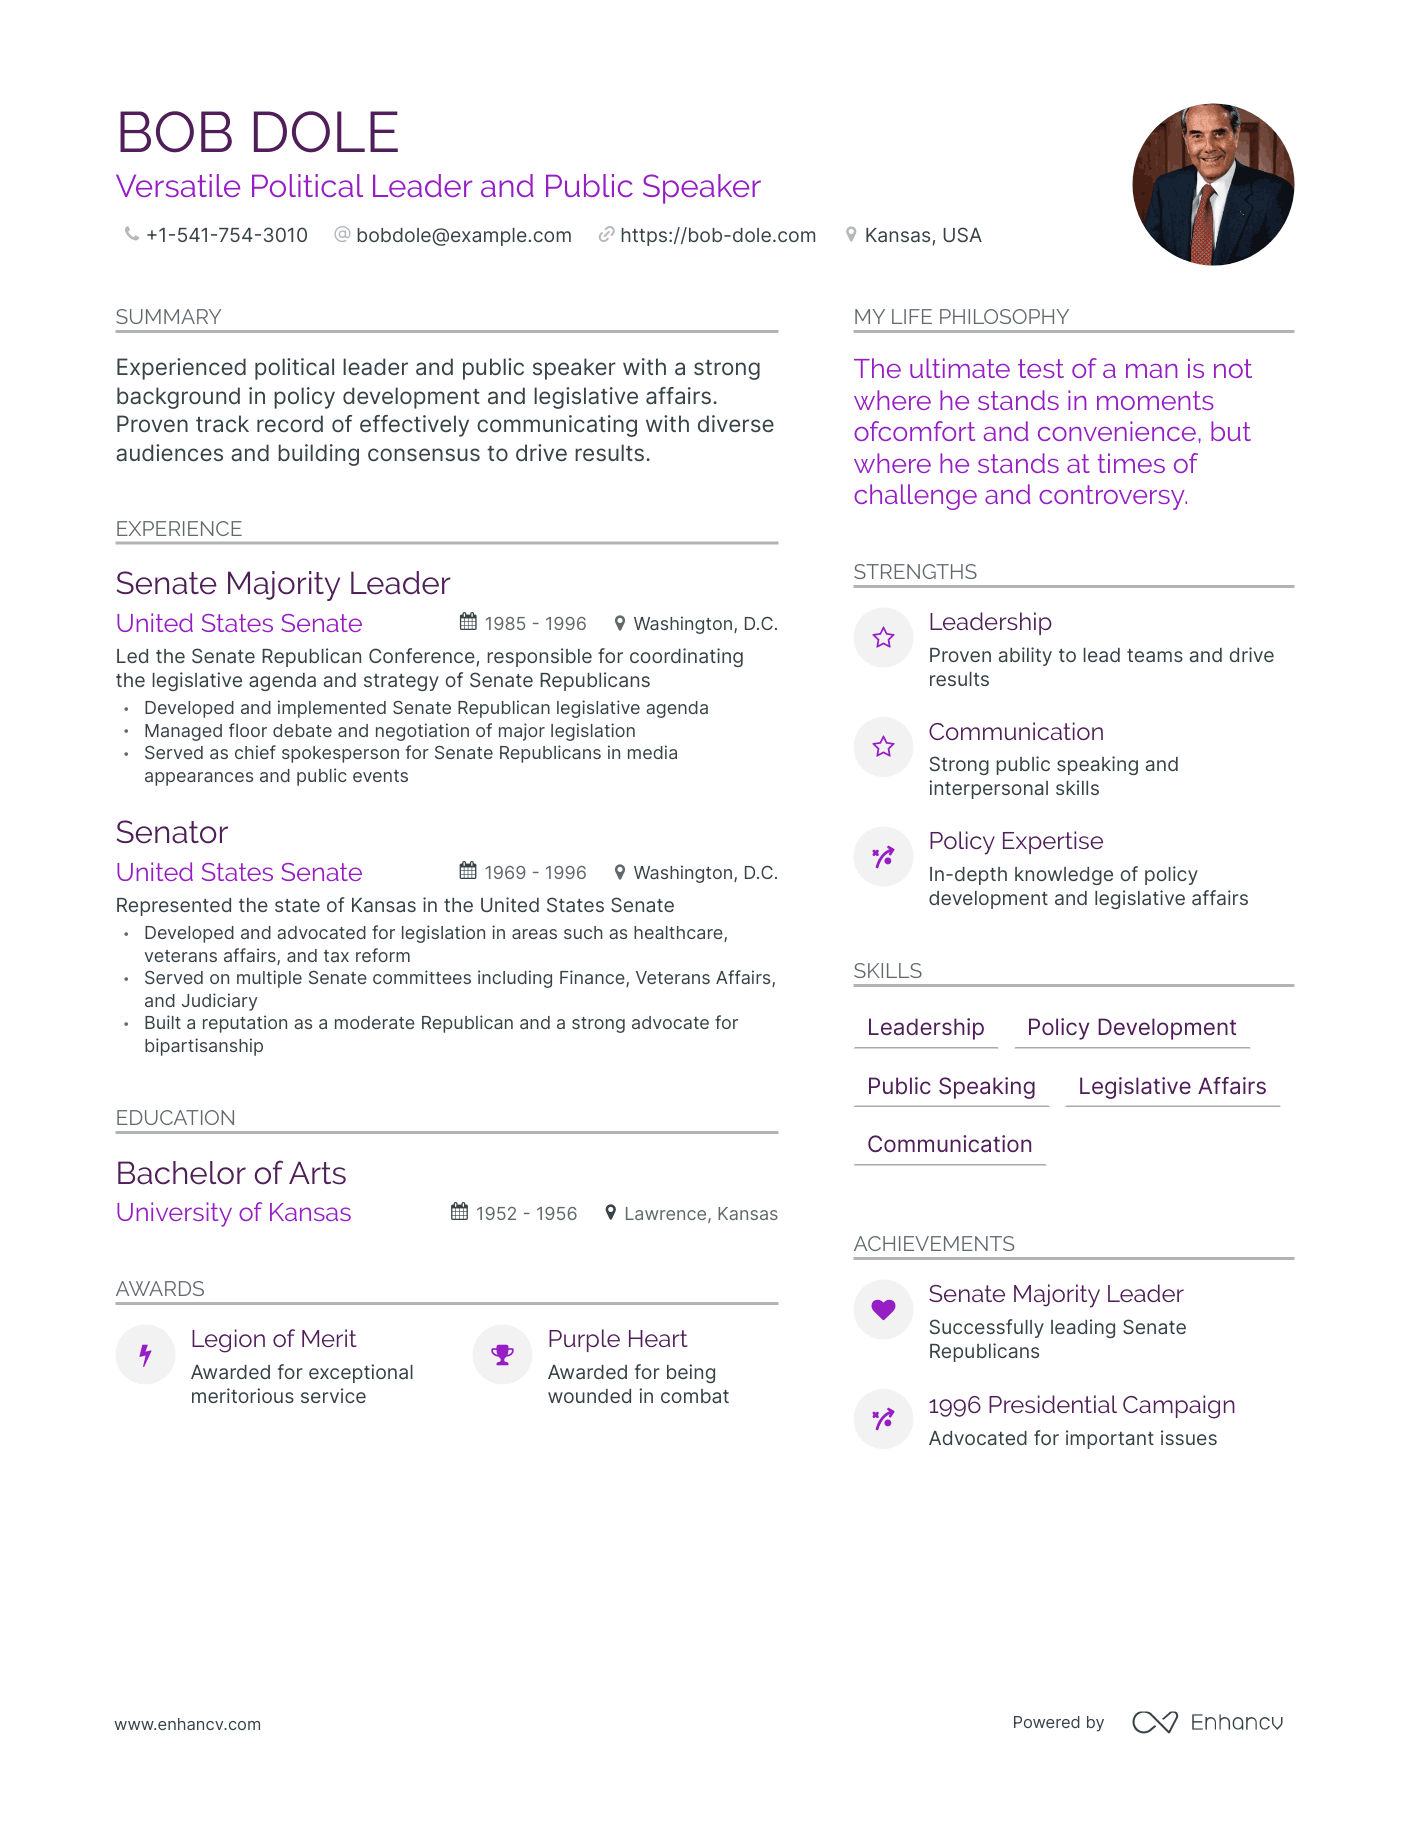 BOB DOLE
Versatile Political Leader and Public Speaker
+1-541-754-3010 @ bobdole@example.com https://bob-dole.com Kansas, USA
SUMMARY
Experienced political leader and public speaker with a strong
background in policy development and legislative affairs.
Proven track record of effectively communicating with diverse
audiences and building consensus to drive results.
EXPERIENCE
Senate Majority Leader
United States Senate 1985 - 1996 Washington, D.C.
Led the Senate Republican Conference, responsible for coordinating
the legislative agenda and strategy of Senate Republicans
• Developed and implemented Senate Republican legislative agenda
• Managed floor debate and negotiation of major legislation
• Served as chief spokesperson for Senate Republicans in media
appearances and public events
Senator
United States Senate 1969 - 1996 Washington, D.C.
Represented the state of Kansas in the United States Senate
• Developed and advocated for legislation in areas such as healthcare,
veterans affairs, and tax reform
• Served on multiple Senate committees including Finance, Veterans Affairs,
and Judiciary
• Built a reputation as a moderate Republican and a strong advocate for
bipartisanship
EDUCATION
Bachelor of Arts
University of Kansas 1952 - 1956 Lawrence, Kansas
AWARDS
Legion of Merit
Awarded for exceptional
meritorious service
Purple Heart
Awarded for being
wounded in combat
MY LIFE PHILOSOPHY
The ultimate test of a man is not
where he stands in moments
ofcomfort and convenience, but
where he stands at times of
challenge and controversy.
STRENGTHS
Leadership
Proven ability to lead teams and drive
results
Communication
Strong public speaking and
interpersonal skills
Policy Expertise
In-depth knowledge of policy
development and legislative affairs
SKILLS
Leadership Policy Development
Public Speaking Legislative Affairs
Communication
ACHIEVEMENTS
Senate Majority Leader
Successfully leading Senate
Republicans
1996 Presidential Campaign
Advocated for important issues
www.enhancv.com
Powered by Enhancv